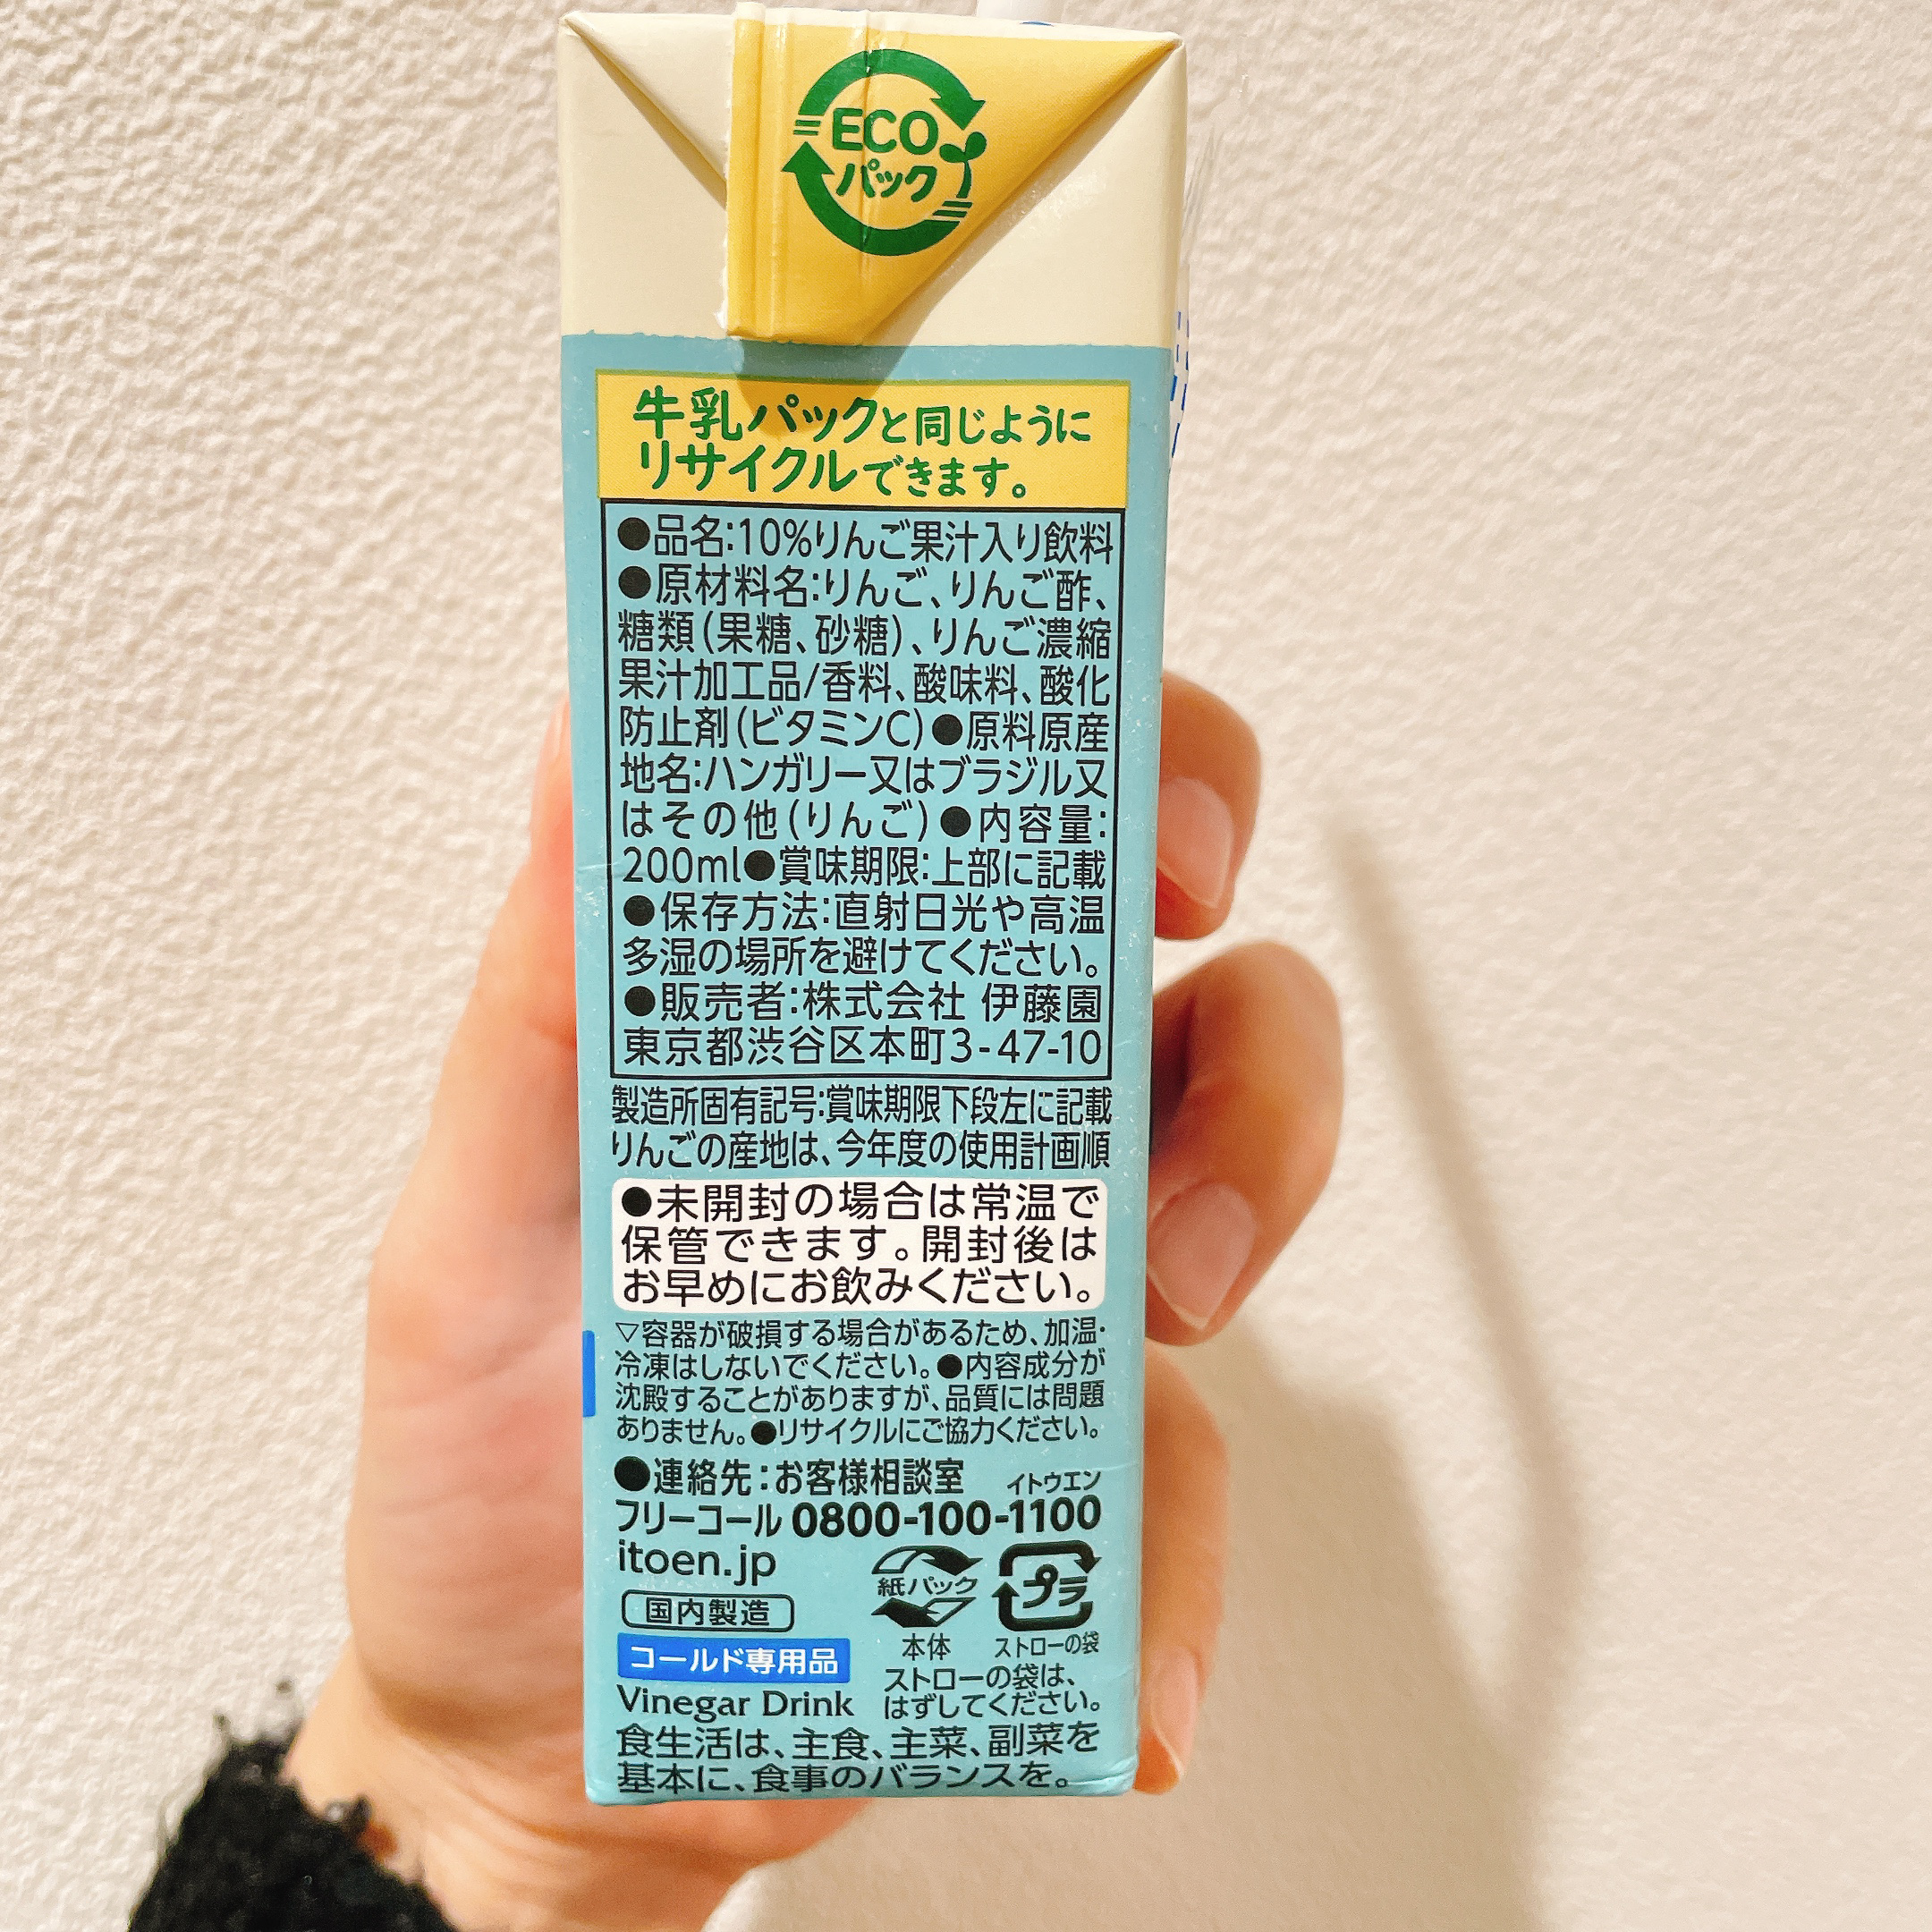 ECO
パック
牛乳パックと同じように
リサイクルできます。
●品名:10%りんご果汁入り飲料
●原材料名:りんご、りんご酢、
糖類(果糖、砂糖)、りんご濃縮
果汁加工品/香料、酸味料、酸化
防止剤(ビタミンC)●原料原産
地名:ハンガリー又はブラジル又
はその他(りんご)●内容量:
200ml●賞味期限:上部に記載
●保存方法:直射日光や高温
多湿の場所を避けてください。
●販売者:株式会社 伊藤園
東京都渋谷区本町3-47-10
製造所固有記号:賞味期限下段左に記載
りんごの産地は、今年度の使用計画順
●未開封の場合は常温で
保管できます。開封後は
お早めにお飲みください。
▽容器が破損する場合があるため、加温・
冷凍はしないでください。●内容成分が
沈殿することがありますが、品質には問題
ありません。●リサイクルにご協力ください。
●連絡先:お客様相談室 イトウエン
フリーコール 0800-100-1100
itoen.jp
紙パック プラ
国内製造
本体 ストローの袋
コールド専用品
ストローの袋は、
はずしてください。
Vinegar Drink
食生活は、主食、主菜、副菜を
基本に、食事のバランスを。